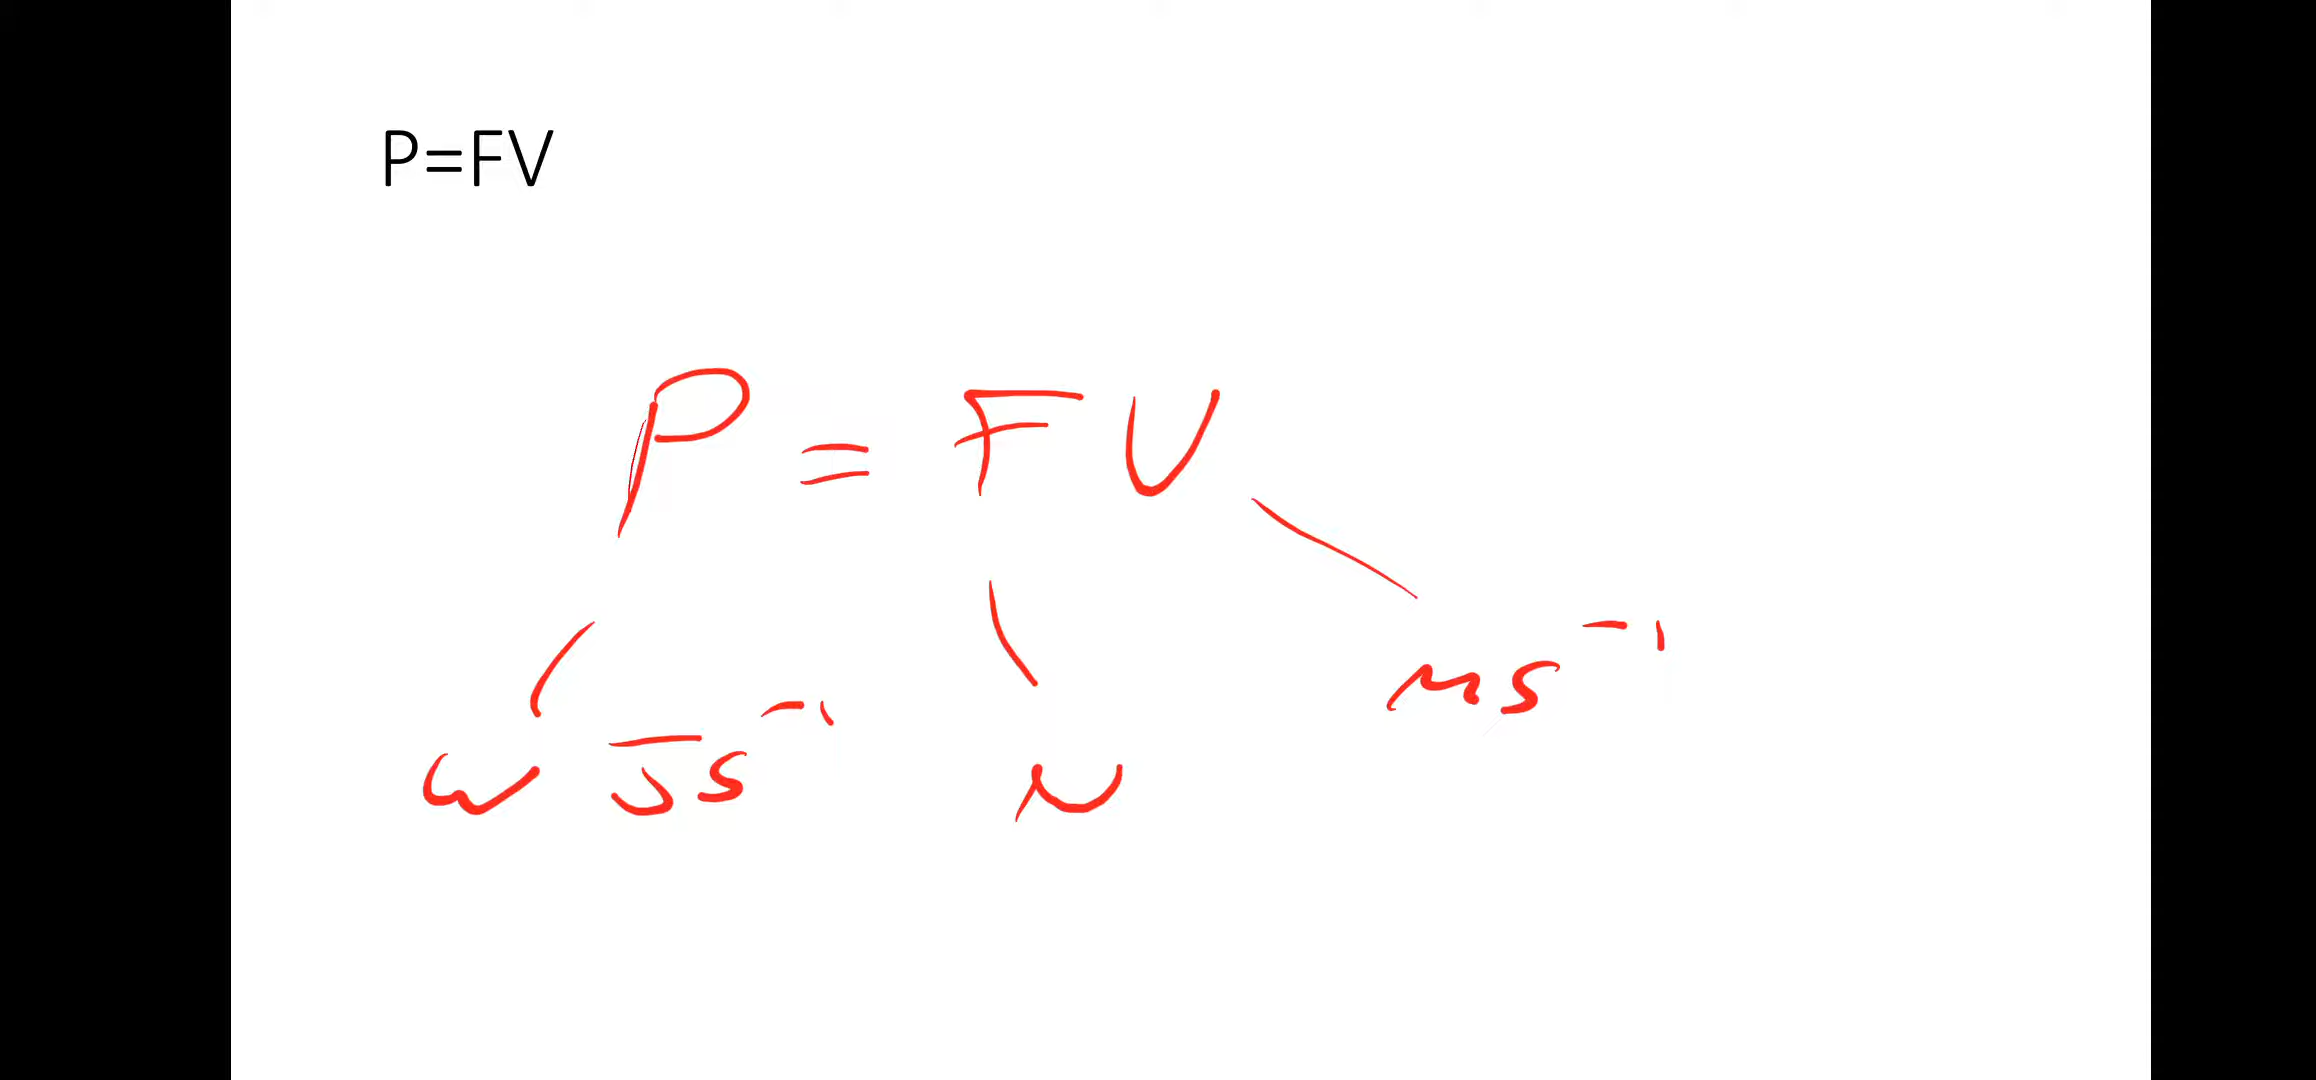 P=FV
P = FV
W Js⁻¹ N ms⁻¹